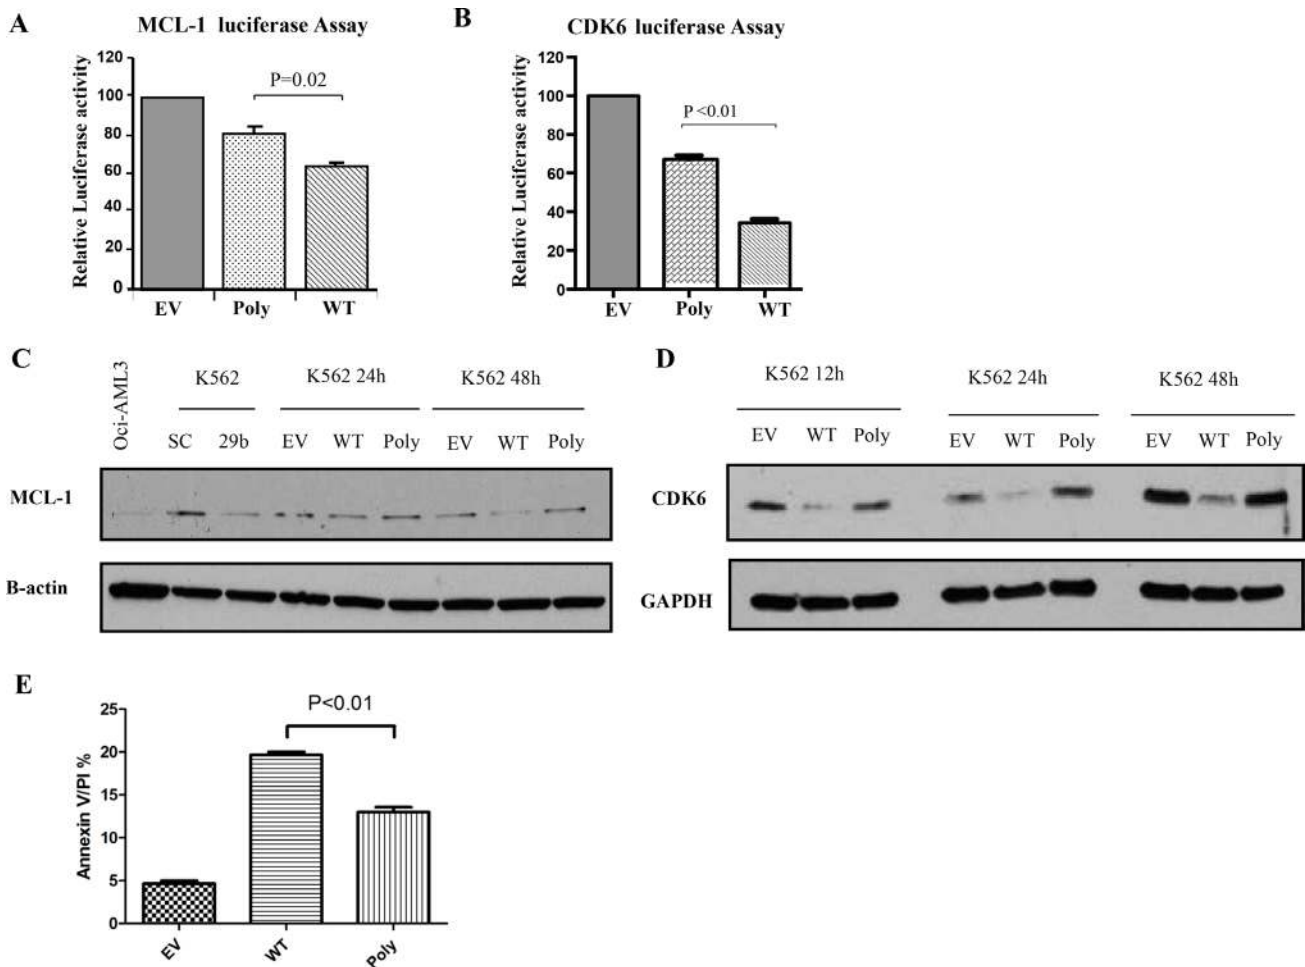 A
MCL-1 luciferase Assay
Relative Luciferase activity
120
100
80
60
40
20
0
P=0.02
EV Poly WT
B
CDK6 luciferase Assay
Relative Luciferase activity
120
100
80
60
40
20
0
P <0.01
EV Poly WT
C
Oci-AML3
K562 K562 24h K562 48h
SC 29b EV WT Poly EV WT Poly
MCL-1
B-actin
D
K562 12h K562 24h K562 48h
EV WT Poly EV WT Poly EV WT Poly
CDK6
GAPDH
E
Annexin V/PI %
25
20
15
10
5
0
P<0.01
EV WT Poly